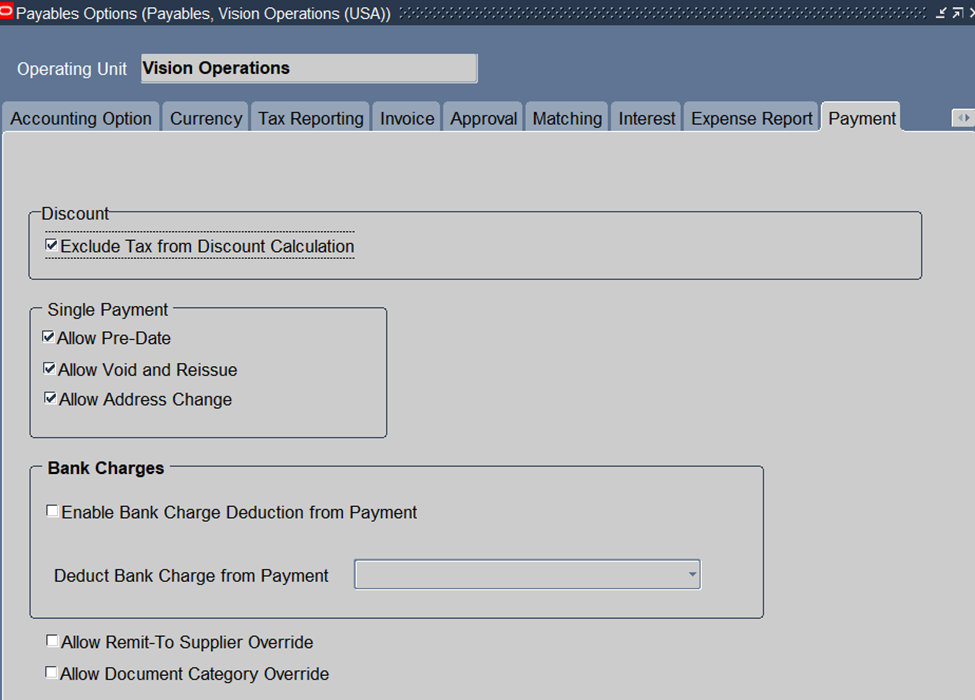 Payables Options (Payables, Vision Operations (USA))
Operating Unit Vision Operations
Accounting Option Currency Tax Reporting Invoice Approval Matching Interest Expense Report Payment
Discount
Exclude Tax from Discount Calculation
Single Payment
Allow Pre-Date
Allow Void and Reissue
Allow Address Change
Bank Charges
Enable Bank Charge Deduction from Payment
Deduct Bank Charge from Payment
Allow Remit-To Supplier Override
Allow Document Category Override